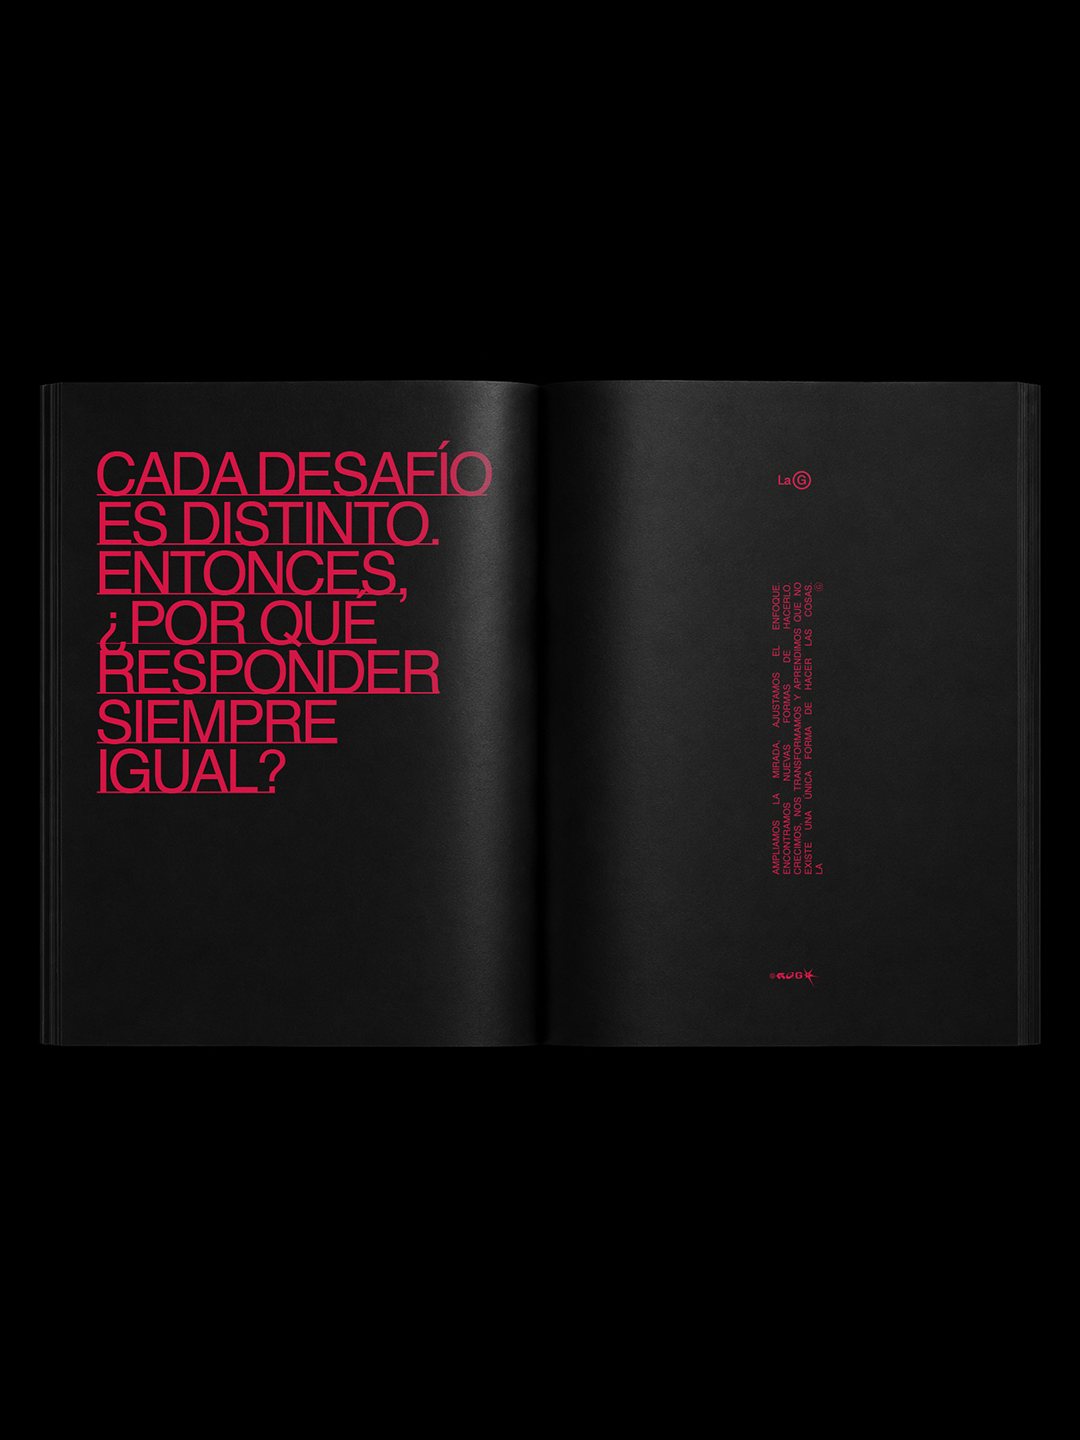 CADA DESAFÍO
ES DISTINTO.
ENTONCES,
¿POR QUÉ
RESPONDER
SIEMPRE
IGUAL?
La G
AMPLIAMOS LA MIRADA, AJUSTAMOS EL ENFOQUE.
ENCONTRAMOS NUEVAS FORMAS DE HACERLO.
CRECIMOS, NOS TRANSFORMAMOS Y APRENDIMOS QUE NO
EXISTE UNA ÚNICA FORMA DE HACER LAS COSAS.
LA G